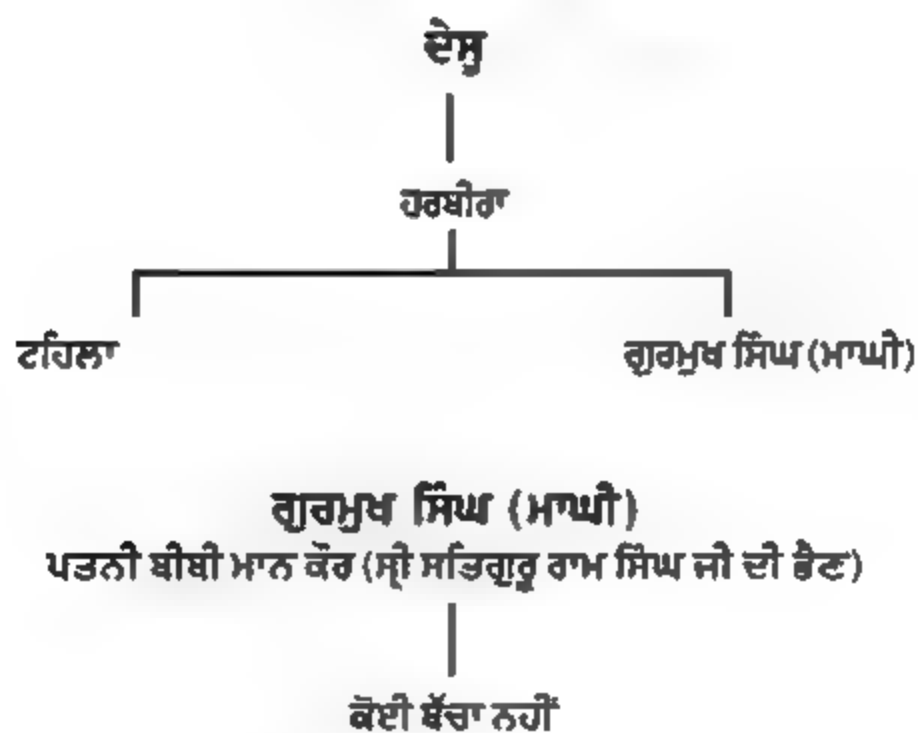 ਦੇਸੂ
ਹਰਬੀਰਾ
ਟਹਿਲਾ ਗੁਰਮੁਖ ਸਿੰਘ (ਮਾਘੀ)
ਗੁਰਮੁਖ ਸਿੰਘ (ਮਾਘੀ)
ਪਤਨੀ ਬੀਬੀ ਮਾਨ ਕੌਰ (ਸ੍ਰੀ ਸਤਿਗੁਰੂ ਰਾਮ ਸਿੰਘ ਜੀ ਦੀ ਭੈਣ)
ਕੋਈ ਬੱਚਾ ਨਹੀਂ